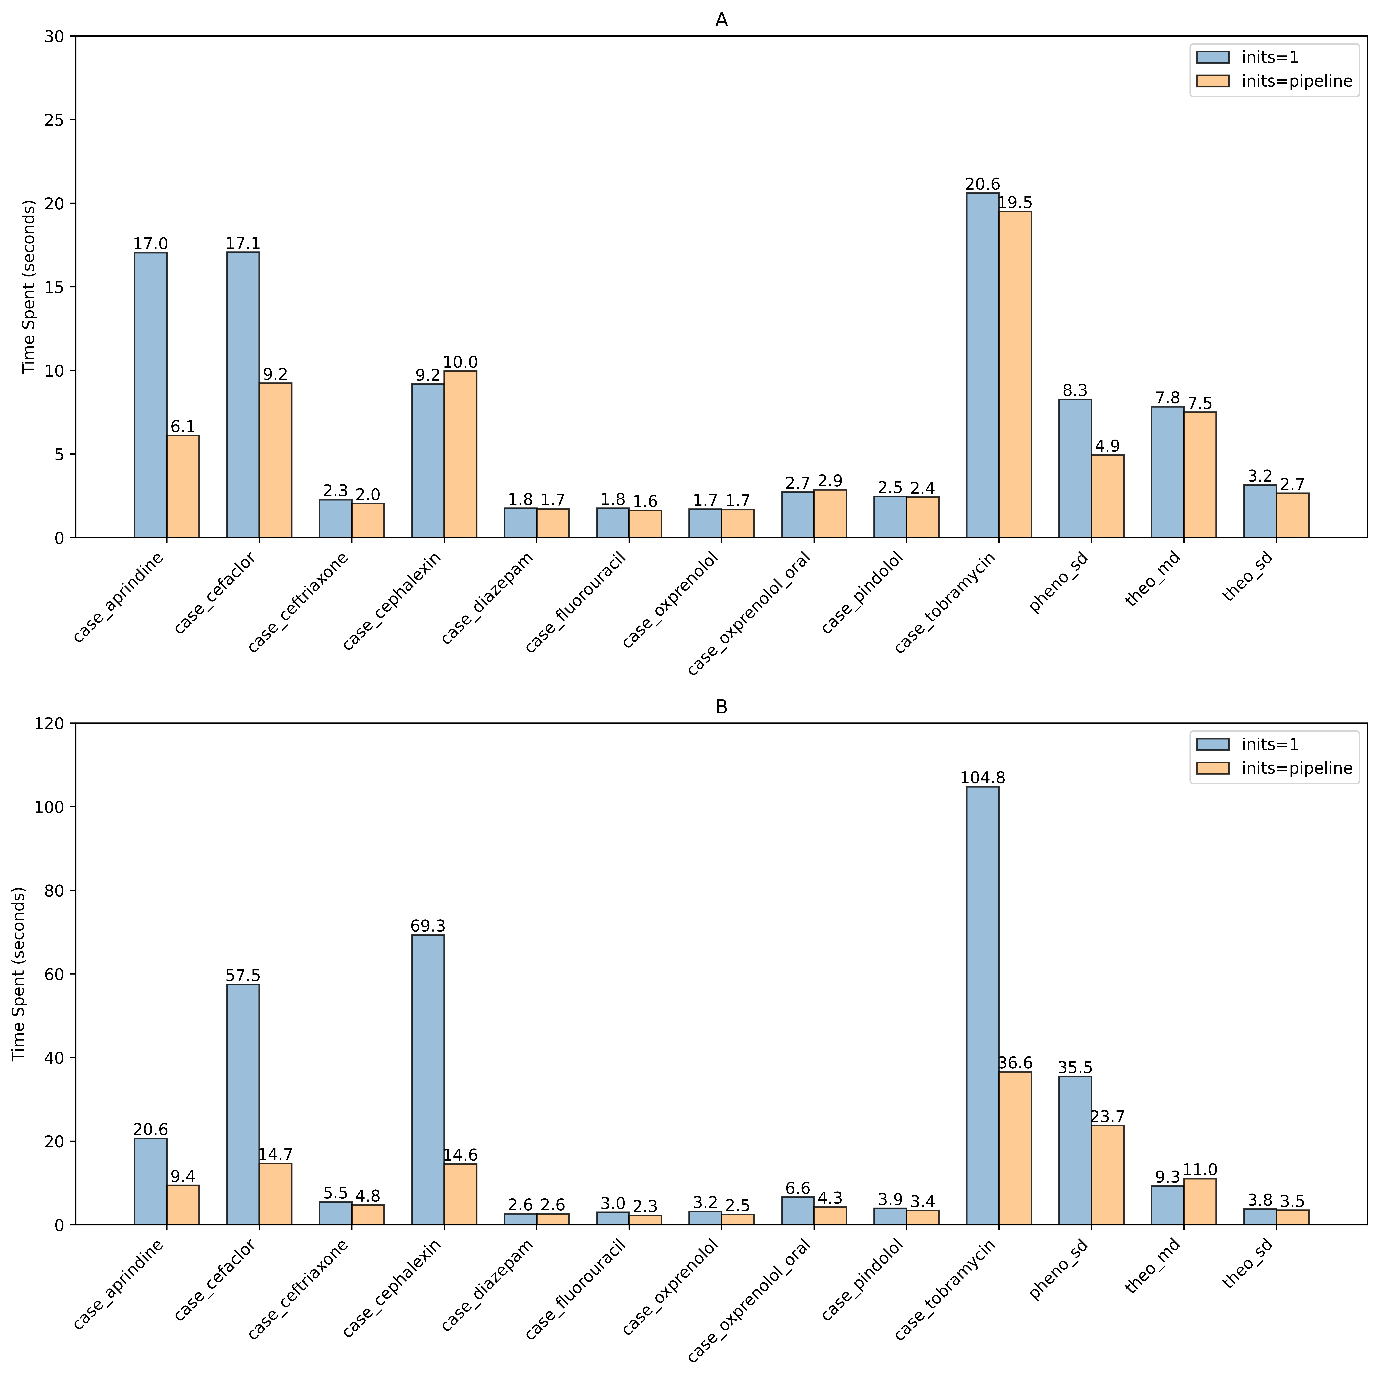 A
30
25
20
15
10
5
0
Time Spent (seconds)
inits=1
inits=pipeline
17.0
6.1
17.1
9.2
2.3
2.0
9.2
10.0
1.8
1.7
1.8
1.6
1.7
1.7
2.7
2.9
2.5
2.4
20.6
19.5
8.3
4.9
7.8
7.5
3.2
2.7
case_aprindine
case_cefaclor
case_ceftriaxone
case_cephalexin
case_diazepam
case_fluorouracil
case_oxprenolol
case_oxprenolol_oral
case_pindolol
case_tobramycin
pheno_sd
theo_md
theo_sd
B
120
100
80
60
40
20
0
Time Spent (seconds)
inits=1
inits=pipeline
20.6
9.4
57.5
14.7
5.5
4.8
69.3
14.6
2.6
2.6
3.0
2.3
3.2
2.5
6.6
4.3
3.9
3.4
104.8
36.6
35.5
23.7
9.3
11.0
3.8
3.5
case_aprindine
case_cefaclor
case_ceftriaxone
case_cephalexin
case_diazepam
case_fluorouracil
case_oxprenolol
case_oxprenolol_oral
case_pindolol
case_tobramycin
pheno_sd
theo_md
theo_sd